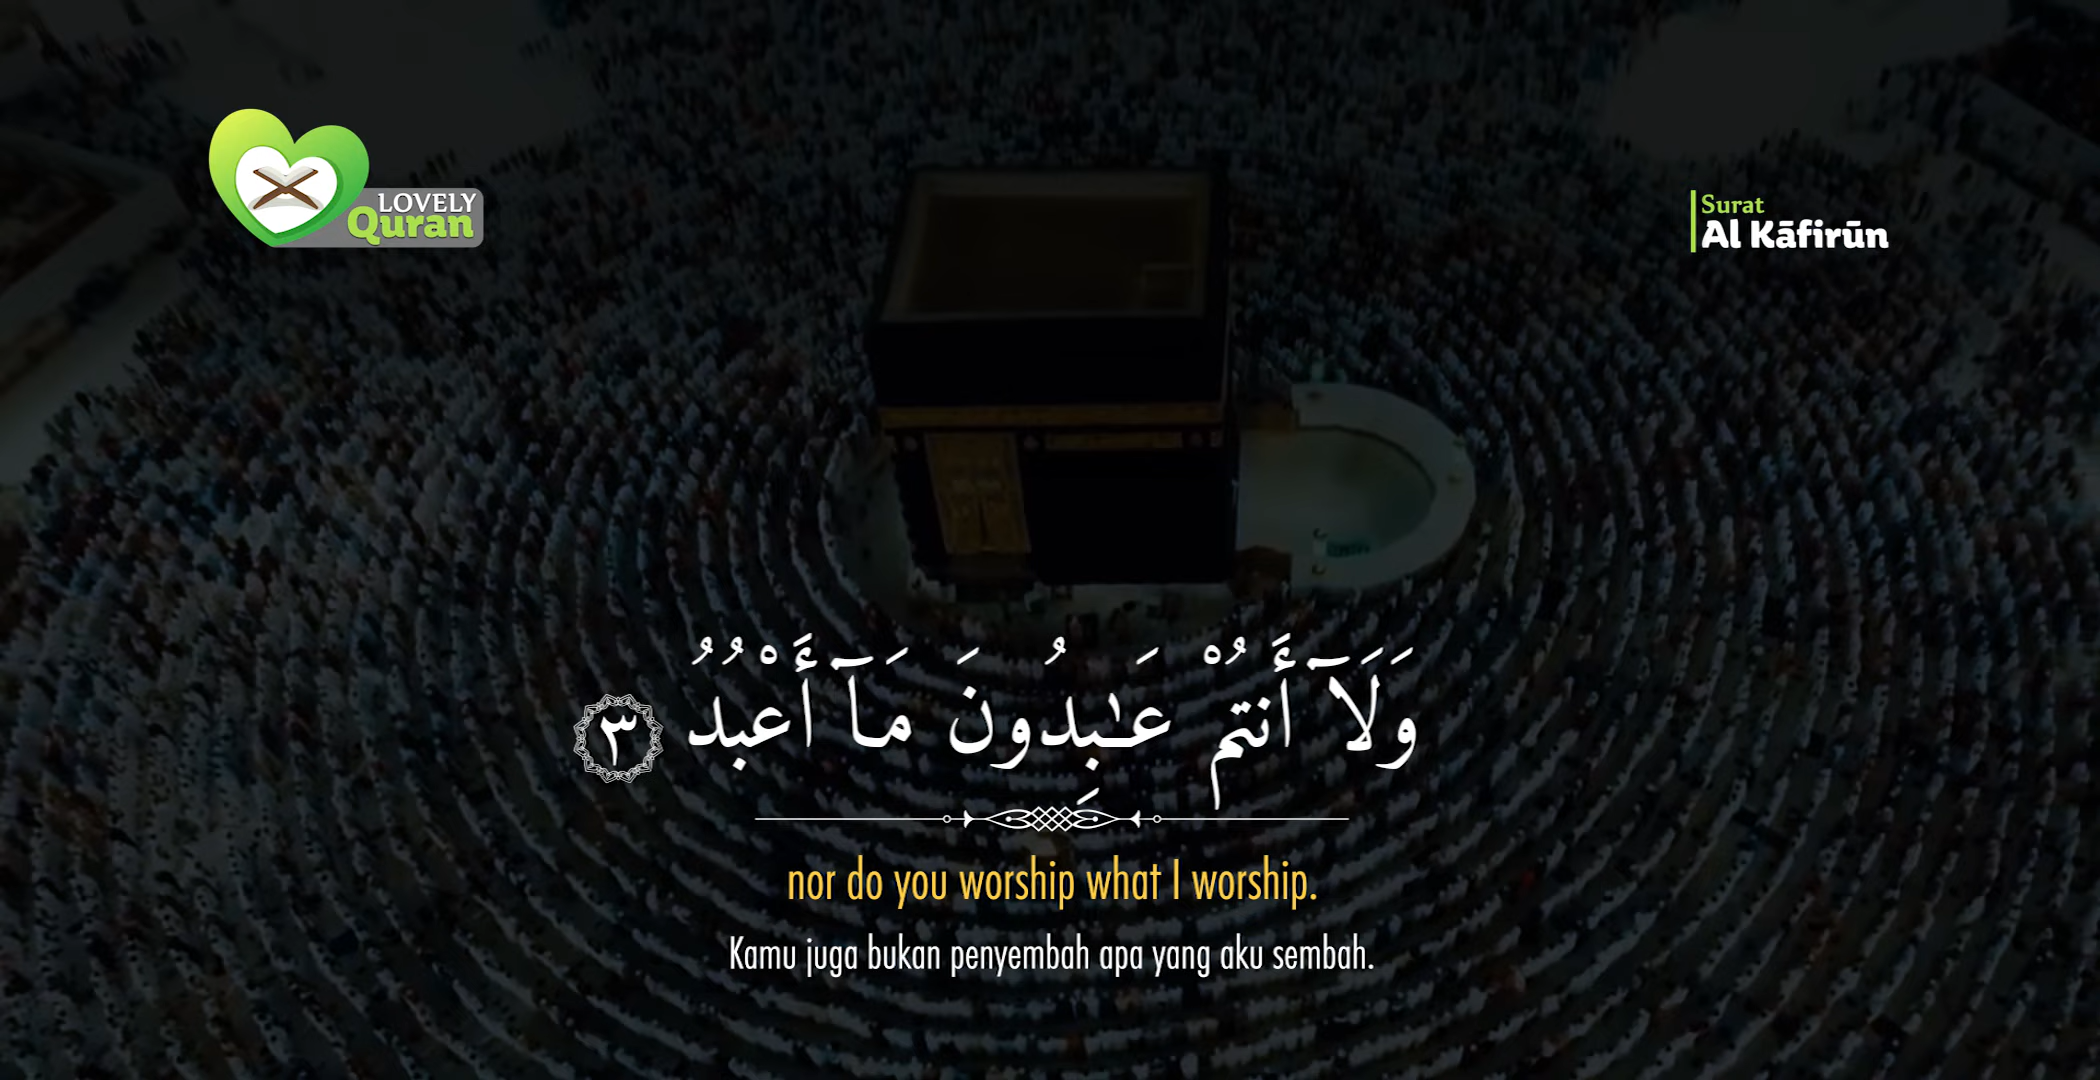 LOVELY
Quran
Surat
Al Kāfirūn
وَلَآ أَنتُمْ عَـٰبِدُونَ مَآ أَعْبُدُ ٣
nor do you worship what I worship.
Kamu juga bukan penyembah apa yang aku sembah.